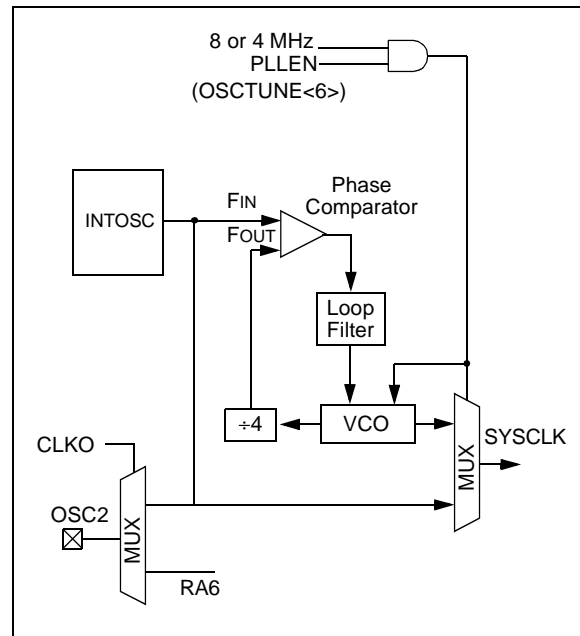 8 or 4 MHz
PLLEN
(OSCTUNE<6>)
Phase
Comparator
INTOSC
FIN
FOUT
Loop
Filter
÷4
VCO
MUX
SYSCLK
CLKO
OSC2
MUX
RA6